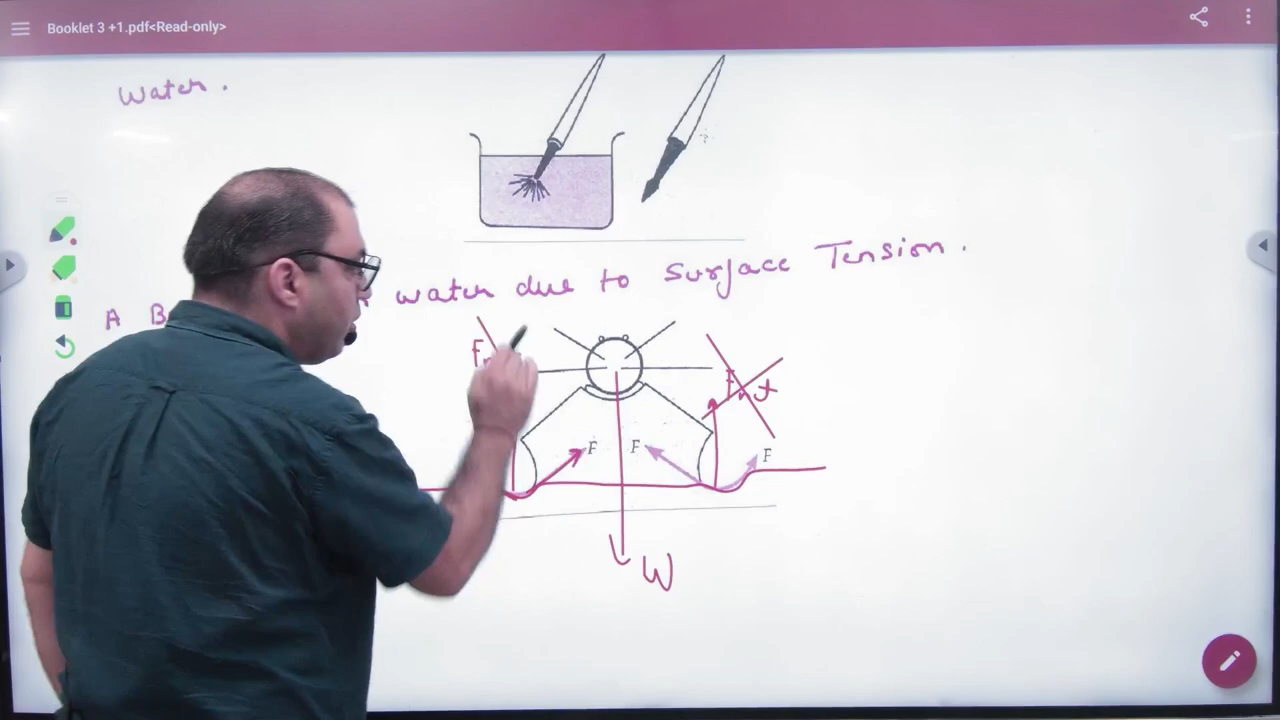 Booklet 3 +1.pdf<Read-only>
water.
A B water due to Surface Tension.
F F F
W